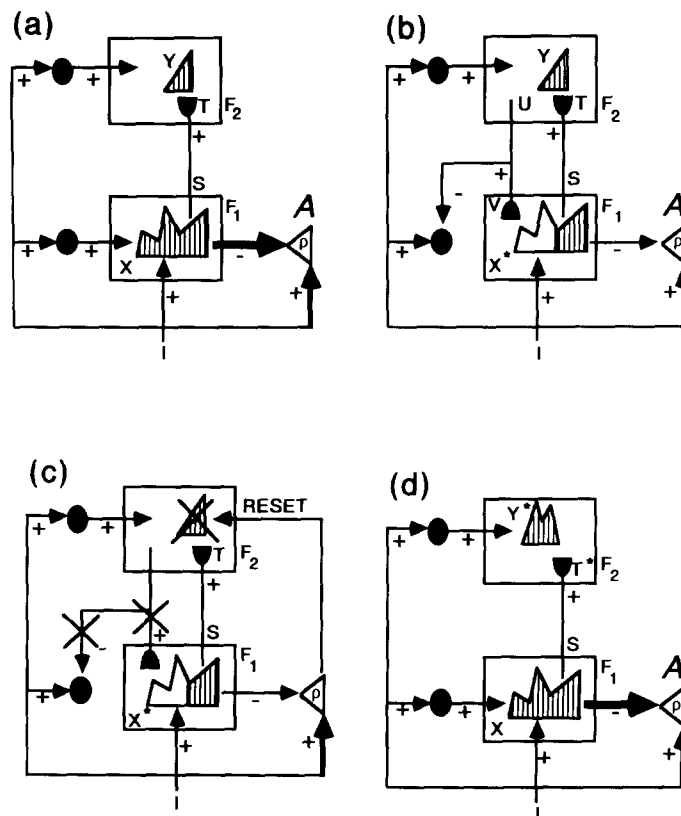 (a)
Y
+
+
T
F2
+
S
F1
A
+
+
X
-
ρ
+
+
I
(b)
Y
+
+
U
T
F2
+
+
-
S
V
F1
A
+
X*
-
ρ
+
+
I
(c)
RESET
+
+
T
F2
+
+
-
S
F1
+
X*
-
ρ
+
+
I
(d)
Y*
+
+
T*
F2
+
S
F1
A
+
+
X
-
ρ
+
+
I